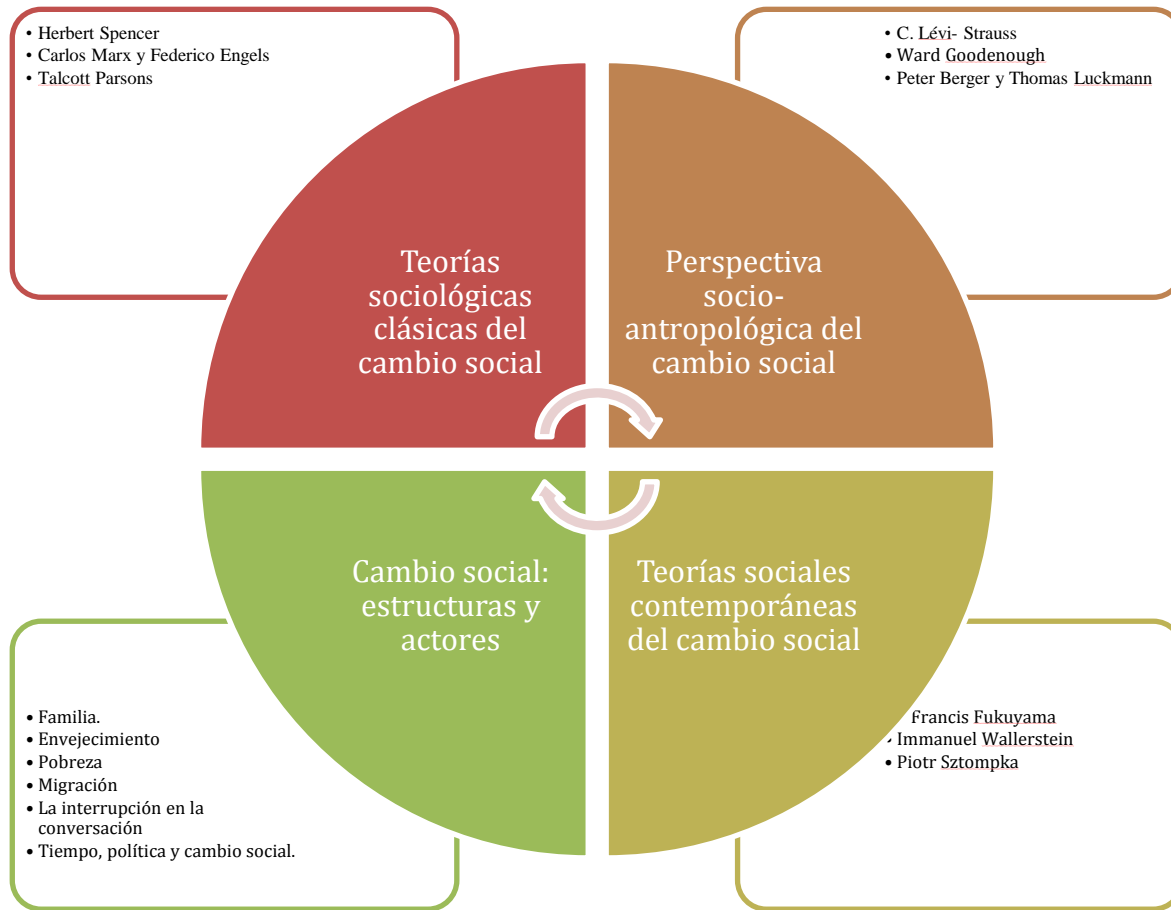 • Herbert Spencer
• Carlos Marx y Federico Engels
• Talcott Parsons
• C. Lévi- Strauss
• Ward Goodenough
• Peter Berger y Thomas Luckmann
Teorías
sociológicas
clásicas del
cambio social
Perspectiva
socio-
antropológica del
cambio social
Cambio social:
estructuras y
actores
Teorías sociales
contemporáneas
del cambio social
• Familia.
• Envejecimiento
• Pobreza
• Migración
• La interrupción en la
conversación
• Tiempo, política y cambio social.
Francis Fukuyama
• Immanuel Wallerstein
• Piotr Sztompka